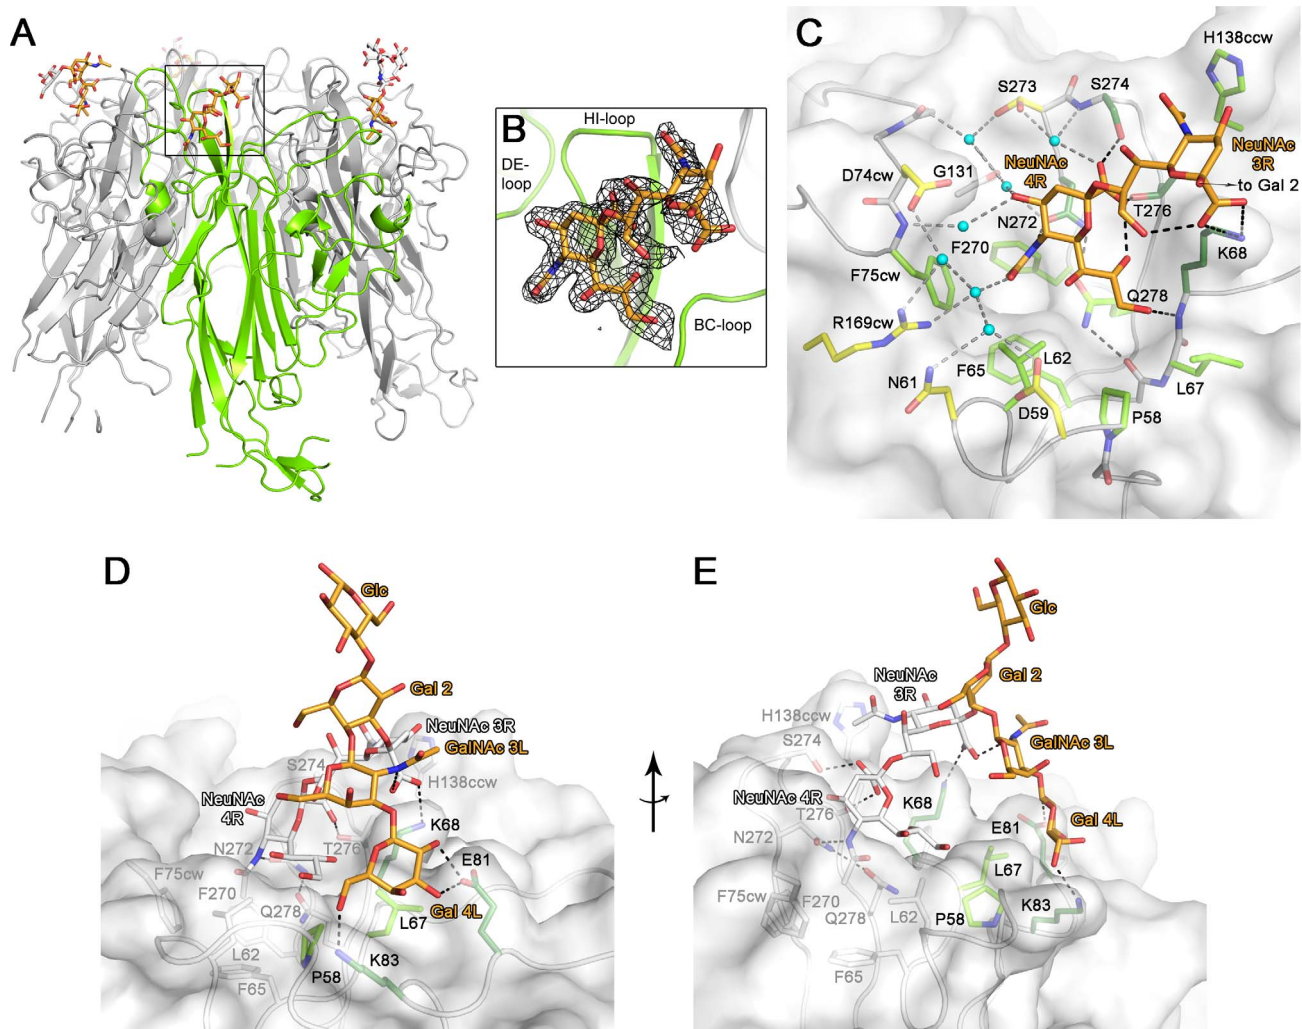 A
B
HI-loop
DE-
loop
BC-loop
C
H138ccw
S273
S274
NeuNAc
4R
NeuNAc
3R
to Gal 2
D74cw
G131
N272
T276
F270
K68
F75cw
Q278
R169cw
L62
F65
N61
D59
P58
L67
D
Glc
Gal 2
NeuNAc 3R
GalNAc 3L
S274
H138ccw
NeuNAc
4R
K68
N272
T276
E81
F75cw
F270
Q278
L67
Gal 4L
L62
P58
K83
F65
E
Glc
NeuNAc
3R
Gal 2
H138ccw
S274
GalNAc 3L
NeuNAc 4R
K68
T276
E81
Gal 4L
N272
L67
F75cw
F270
Q278
L62
P58
K83
F65